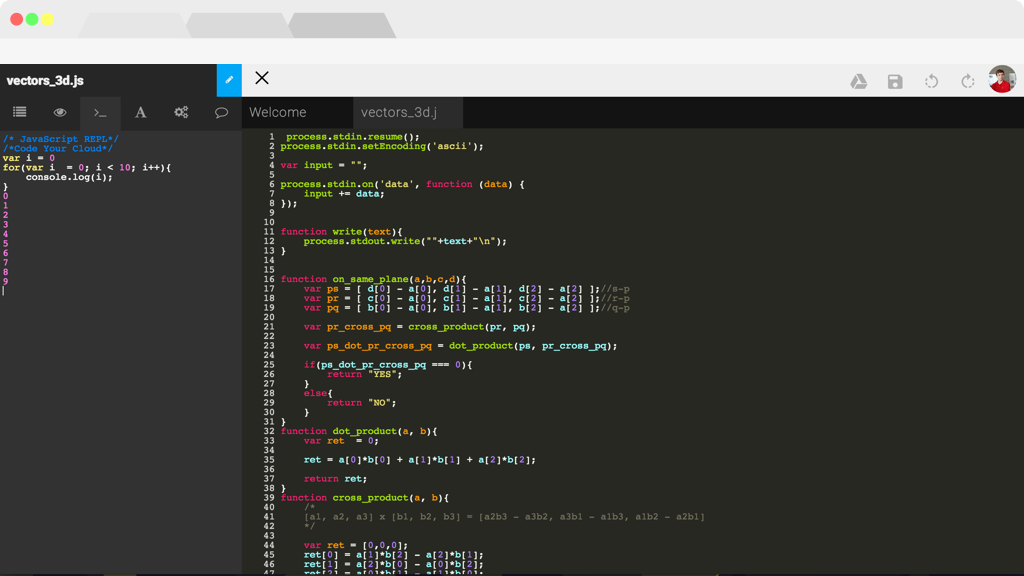 vectors_3d.js
Welcome
vectors_3d.j
/* JavaScript REPL*/
/*Code Your Cloud*/
var i = 0
for(var i  = 0; i < 10; i++){
    console.log(i);
}
0
1
2
3
4
5
6
7
8
9
1  process.stdin.resume();
2 process.stdin.setEncoding('ascii');
3
4 var input = "";
5
6 process.stdin.on('data', function (data) {
7     input += data;
8 });
9
10
11 function write(text){
12     process.stdout.write(""+text+"\n");
13 }
14
15
16 function on_same_plane(a,b,c,d){
17     var ps = [ d[0] - a[0], d[1] - a[1], d[2] - a[2] ];//s-p
18     var pr = [ c[0] - a[0], c[1] - a[1], c[2] - a[2] ];//r-p
19     var pq = [ b[0] - a[0], b[1] - a[1], b[2] - a[2] ];//q-p
20
21     var pr_cross_pq = cross_product(pr, pq);
22
23     var ps_dot_pr_cross_pq = dot_product(ps, pr_cross_pq);
24
25     if(ps_dot_pr_cross_pq === 0){
26         return "YES";
27     }
28     else{
29         return "NO";
30     }
31 }
32 function dot_product(a, b){
33     var ret  = 0;
34
35     ret = a[0]*b[0] + a[1]*b[1] + a[2]*b[2];
36
37     return ret;
38 }
39 function cross_product(a, b){
40     /*
41     [a1, a2, a3] x [b1, b2, b3] = [a2b3 - a3b2, a3b1 - a1b3, a1b2 - a2b1]
42     */
43
44     var ret = [0,0,0];
45     ret[0] = a[1]*b[2] - a[2]*b[1];
46     ret[1] = a[2]*b[0] - a[0]*b[2];
47     ret[2] = a[0]*b[1] - a[1]*b[0];